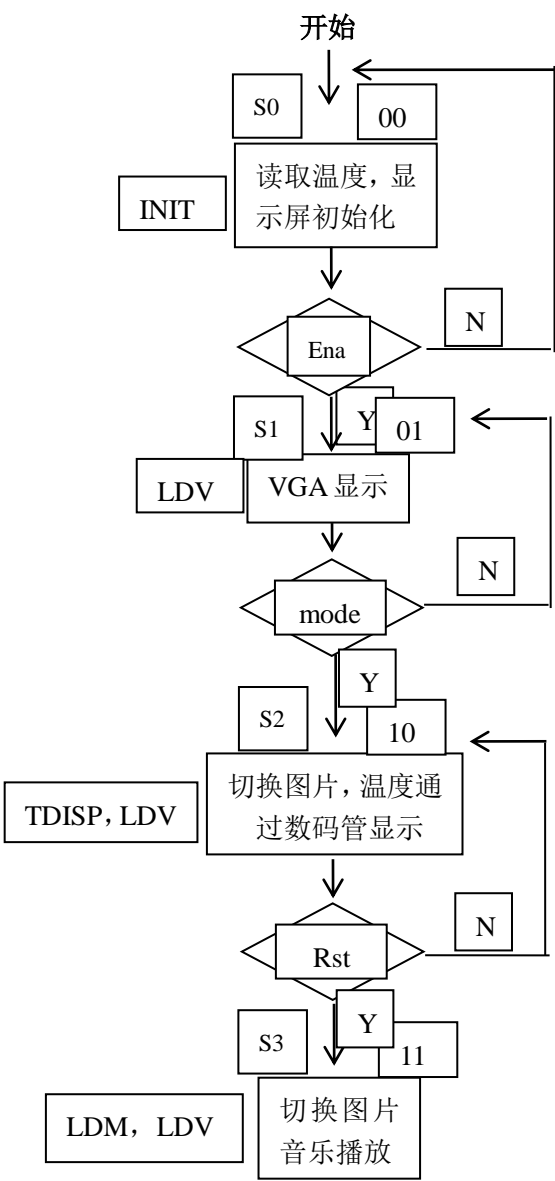 开始
S0
00
INIT
读取温度，显
示屏初始化
Ena
N
Y
S1
01
LDV
VGA 显示
mode
N
Y
S2
10
TDISP，LDV
切换图片，温度通
过数码管显示
Rst
N
Y
S3
11
LDM，LDV
切换图片
音乐播放